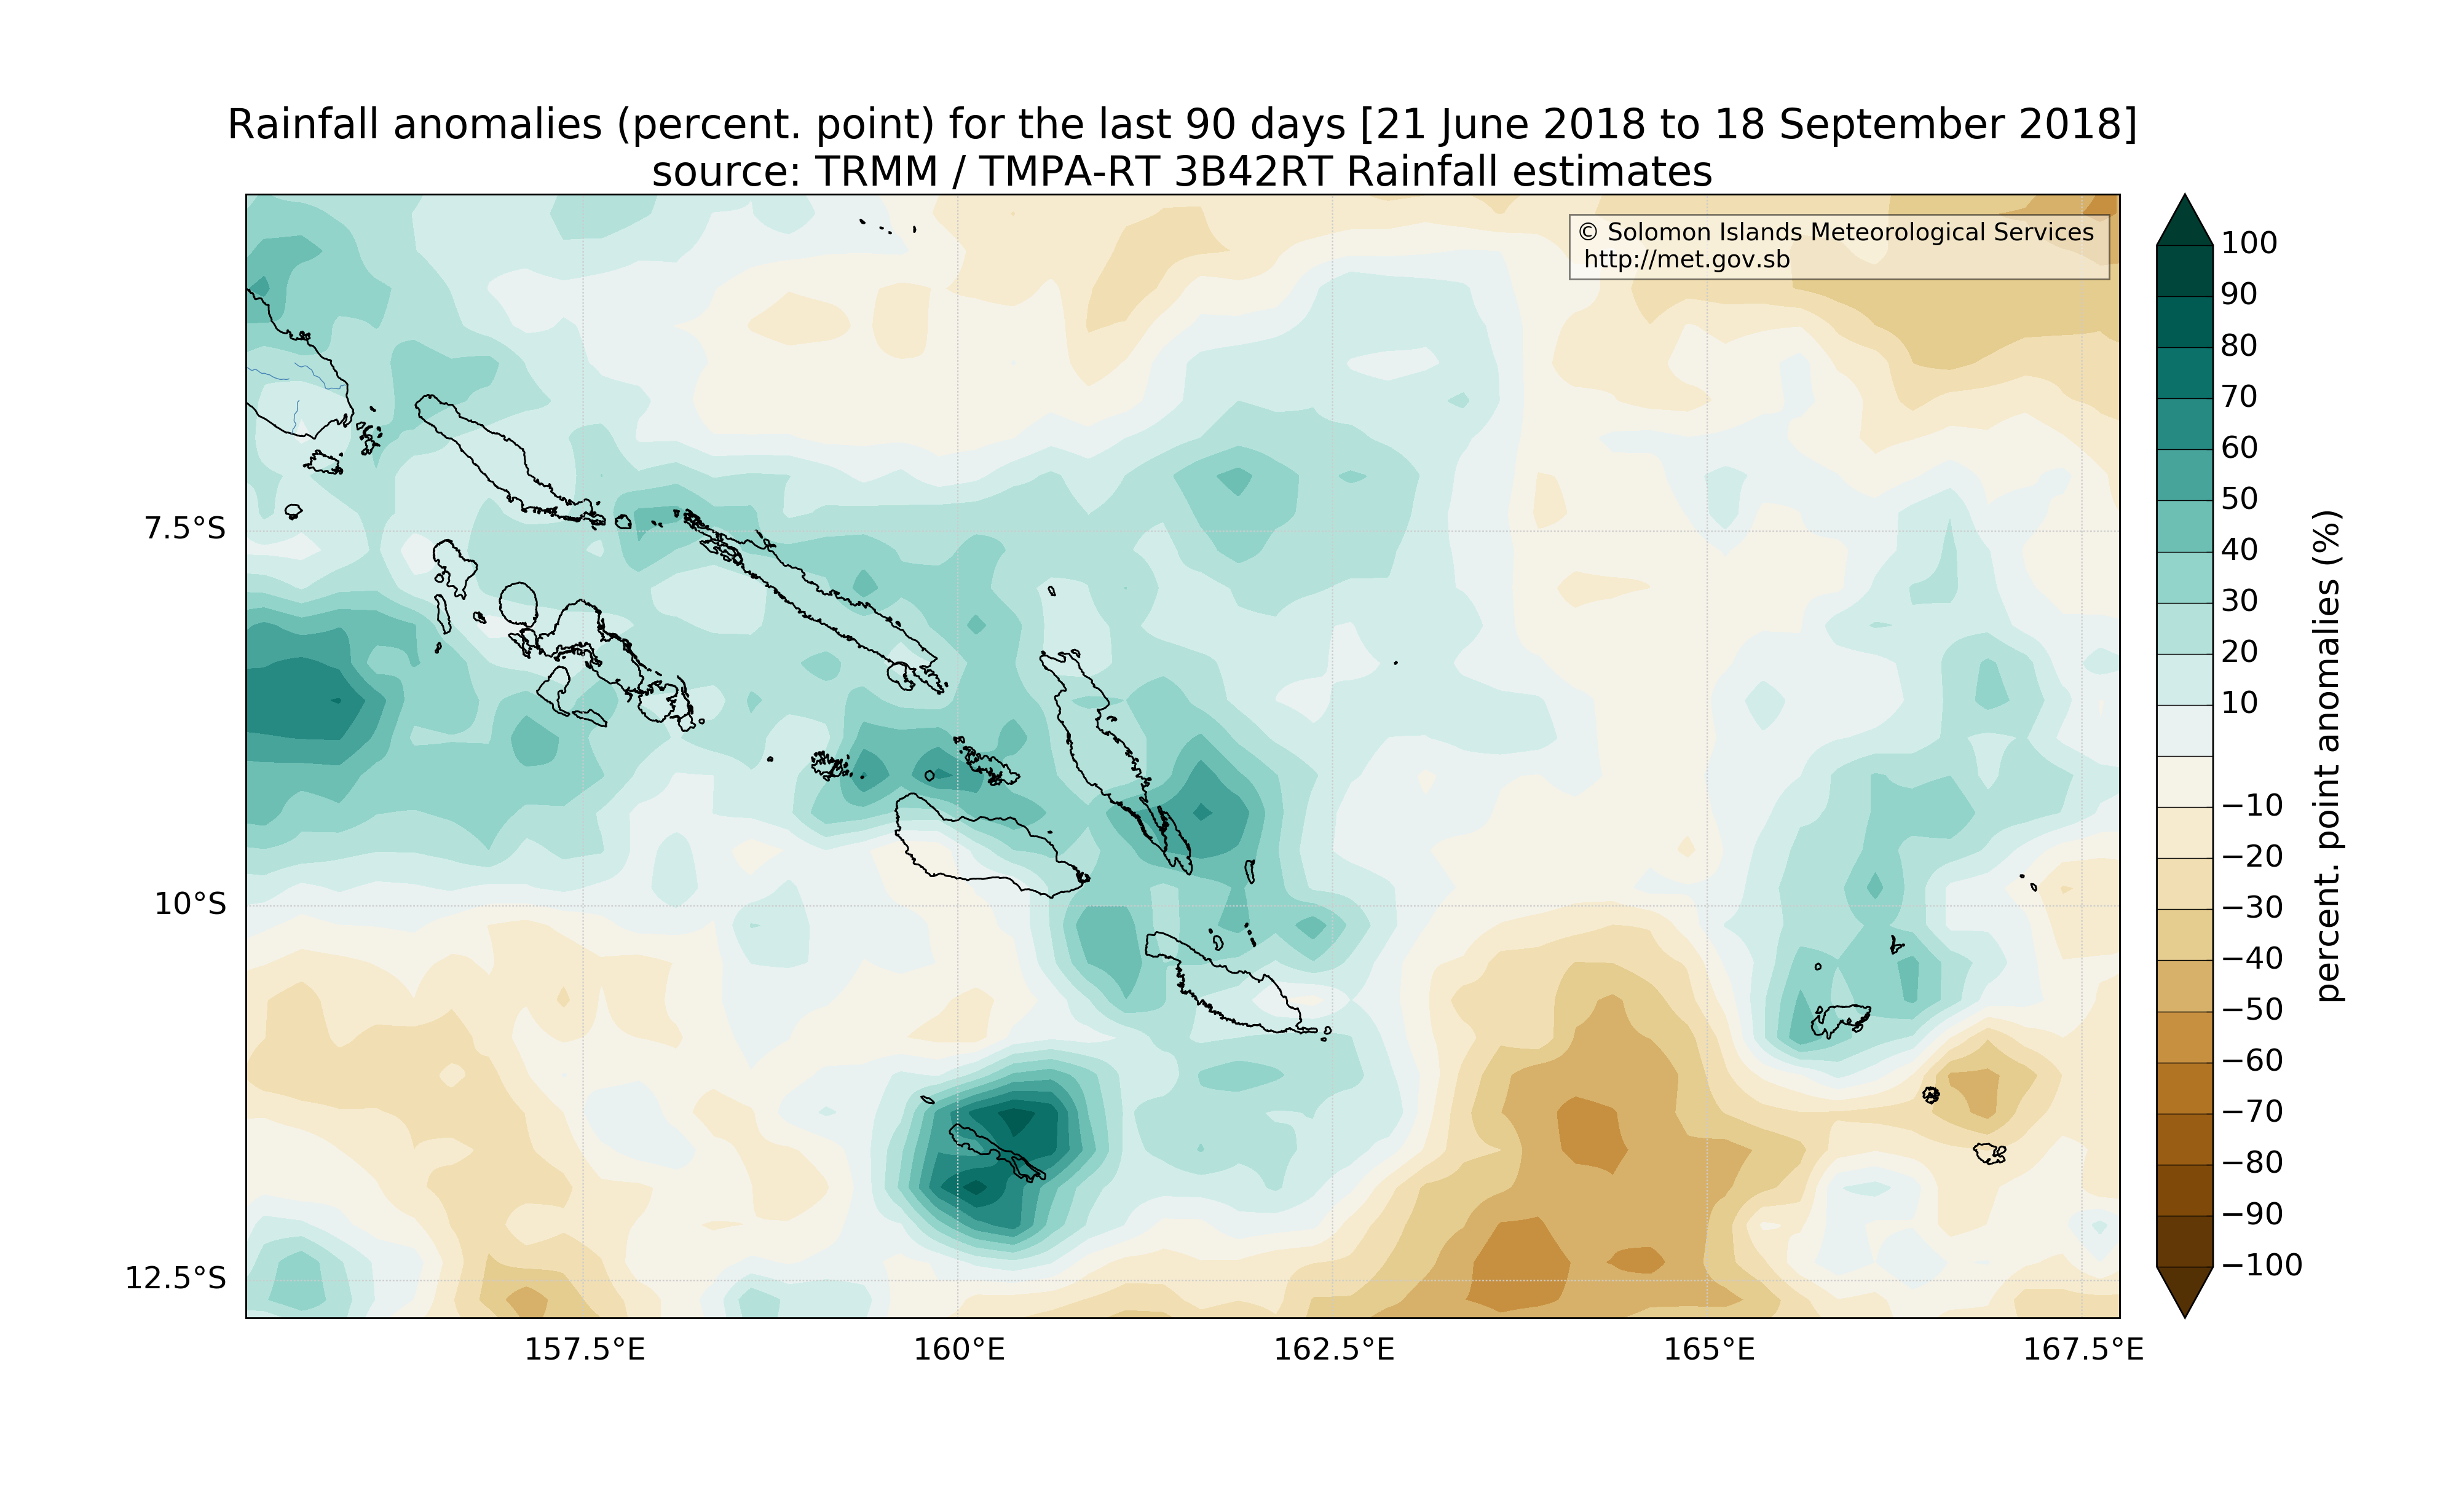 Rainfall anomalies (percent. point) for the last 90 days [21 June 2018 to 18 September 2018]
source: TRMM / TMPA-RT 3B42RT Rainfall estimates
© Solomon Islands Meteorological Services
http://met.gov.sb
7.5°S
10°S
12.5°S
157.5°E
160°E
162.5°E
165°E
167.5°E
100
90
80
70
60
50
40
30
20
10
−10
−20
−30
−40
−50
−60
−70
−80
−90
−100
percent. point anomalies (%)